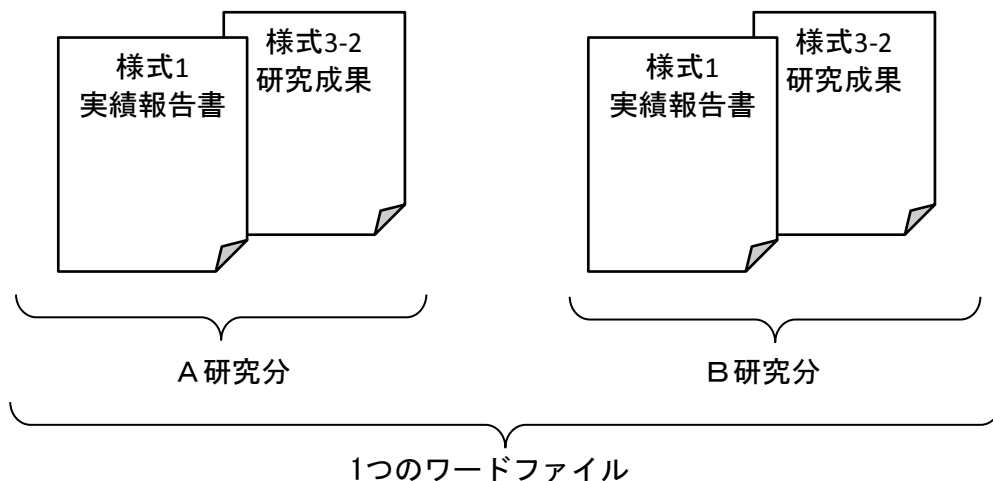 様式1
実績報告書
様式3-2
研究成果
様式1
実績報告書
様式3-2
研究成果
A研究分
B研究分
1つのワードファイル